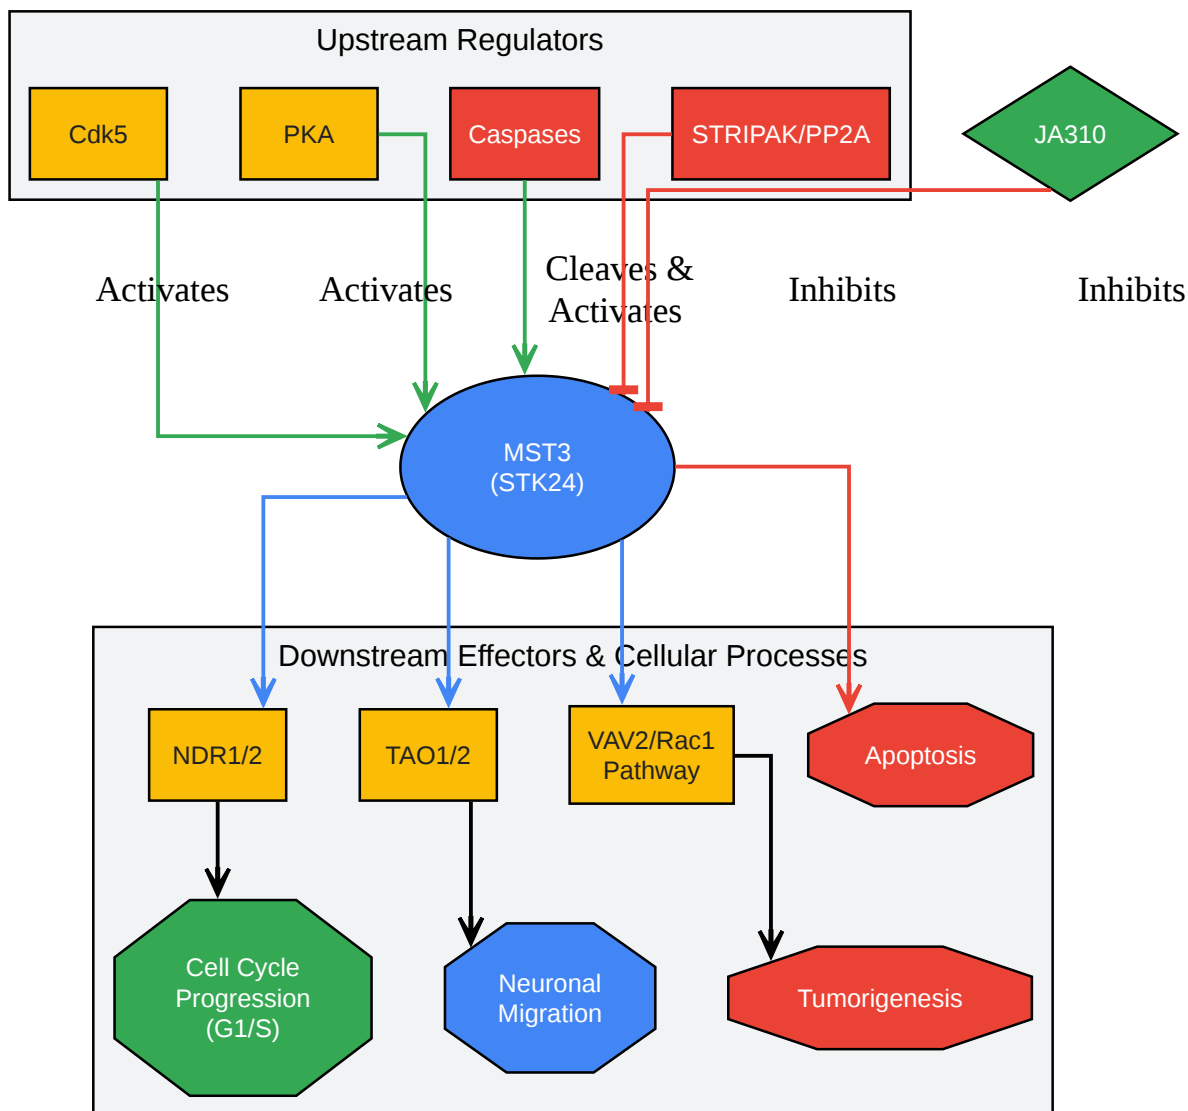 Upstream Regulators
Cdk5
PKA
Caspases
STRIPAK/PP2A
JA310
Activates
Activates
Cleaves &
Activates
Inhibits
Inhibits
MST3
(STK24)
Downstream Effectors & Cellular Processes
NDR1/2
TAO1/2
VAV2/Rac1
Pathway
Apoptosis
Cell Cycle
Progression
(G1/S)
Neuronal
Migration
Tumorigenesis